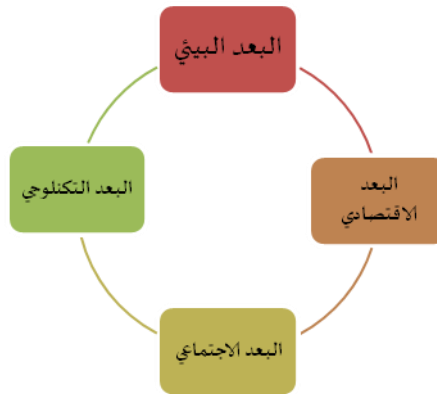 البعد البيئي
البعد
الاقتصادي
البعد الاجتماعي
البعد التكنلوجي